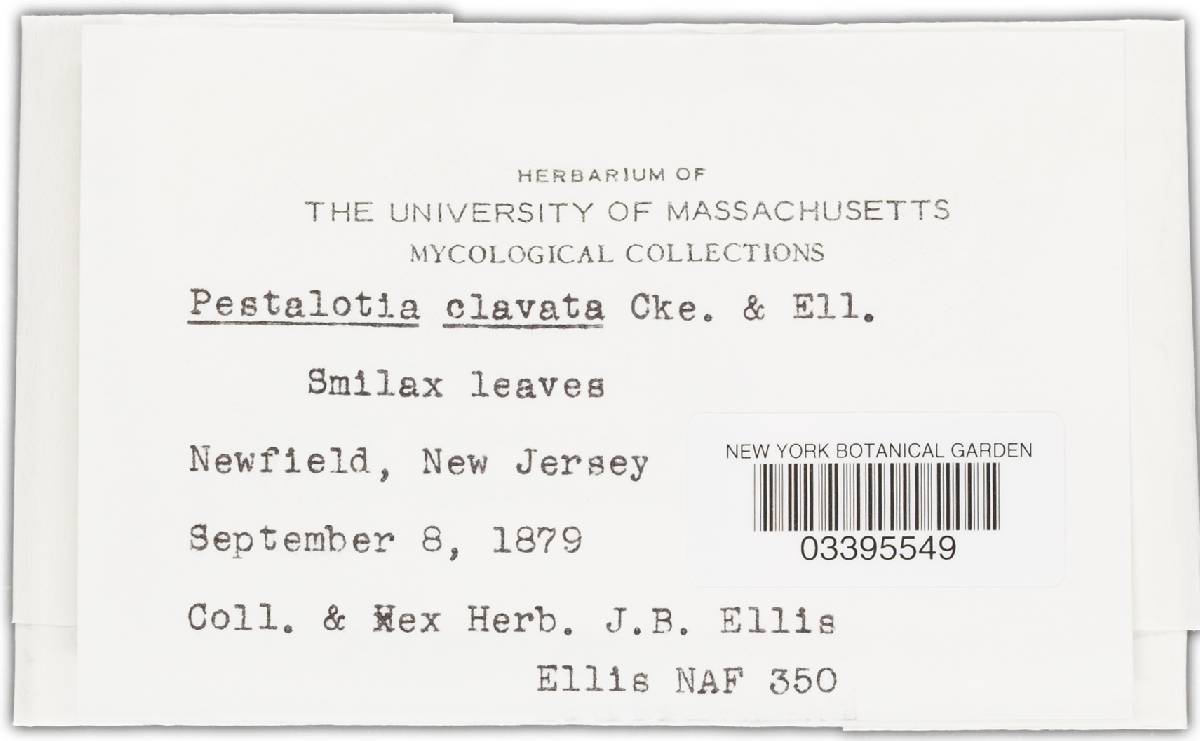 HERBARIUM OF
THE UNIVERSITY OF MASSACHUSETTS
MYCOLOGICAL COLLECTIONS
Pestalotia clavata Cke. & Ell.
Smilax leaves
Newfield, New Jersey
September 8, 1879
Coll. & ex Herb. J.B. Ellis
Ellis NAF 350
NEW YORK BOTANICAL GARDEN
03395549